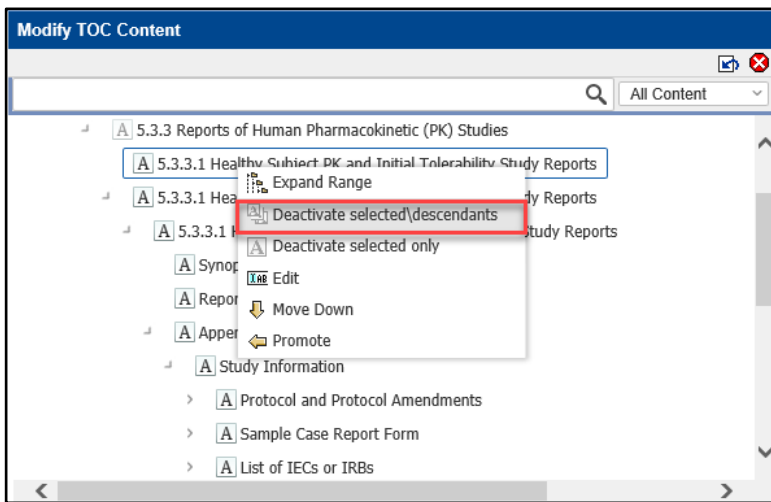 Modify TOC Content
All Content
A 5.3.3 Reports of Human Pharmacokinetic (PK) Studies
A 5.3.3.1 Healthy Subject PK and Initial Tolerability Study Reports
Expand Range
A 5.3.3.1 Hea dy Reports
Deactivate selected\descendants
A 5.3.3.1 Study Reports
Deactivate selected only
A Synop
Edit
A Repor
Move Down
A Apper
Promote
A Study Information
A Protocol and Protocol Amendments
A Sample Case Report Form
A List of IECs or IRBs